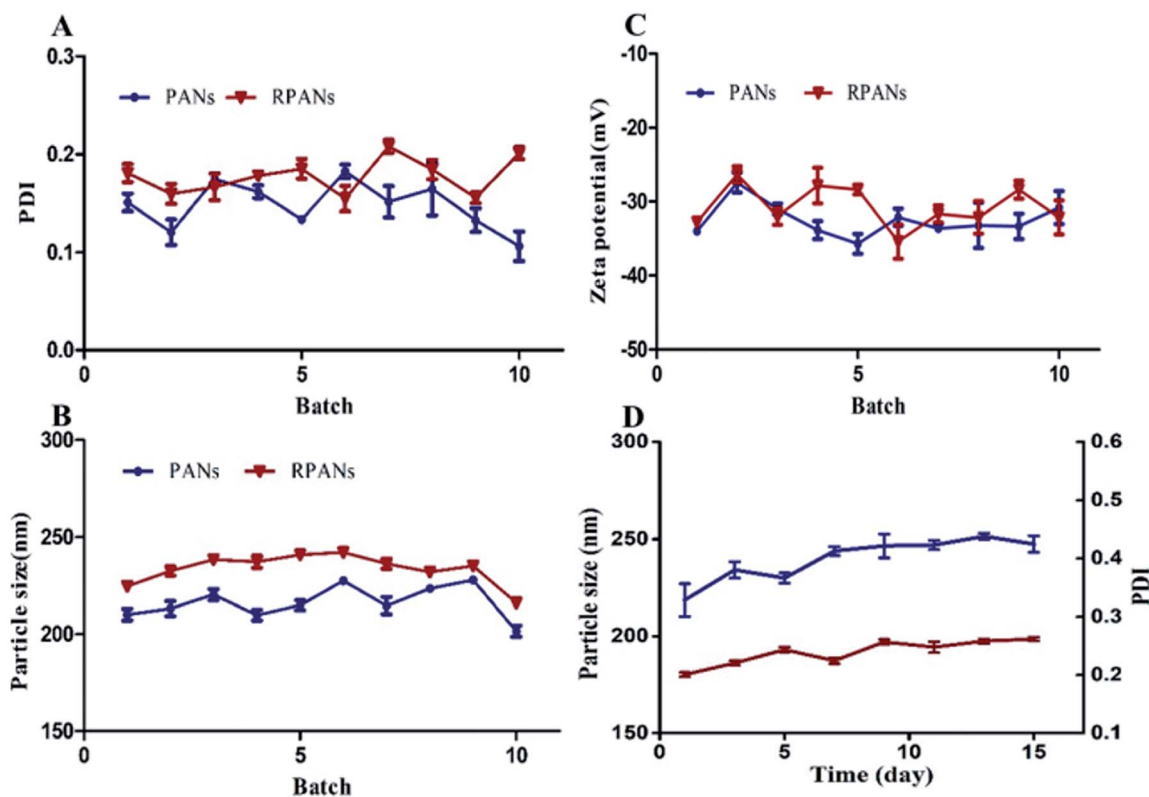 A
0.3
0.2
0.1
0.0
PDI
PANs RPANs
0 5 10
Batch
C
-10
-20
-30
-40
-50
Zeta potential(mV)
PANs RPANs
0 5 10
Batch
B
300
250
200
150
Particle size(nm)
PANs RPANs
0 5 10
Batch
D
300
250
200
150
Particle size (nm)
0.6
0.5
0.4
0.3
0.2
0.1
PDI
0 5 10 15
Time (day)